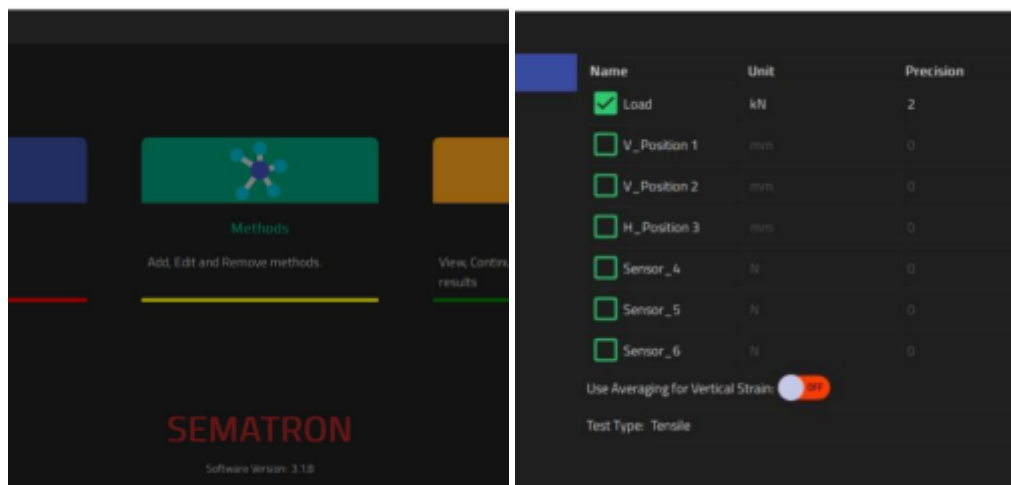 Methods
Add, Edit and Remove methods.
View, Contin
results
SEMATRON
Software Version: 3.1.8
Name Unit Precision
Load kN 2
V_Position 1 mm 0
V_Position 2 mm 0
H_Position 3 mm 0
Sensor_4 N 0
Sensor_5 N 0
Sensor_6 N 0
Use Averaging for Vertical Strain: OFF
Test Type: Tensile